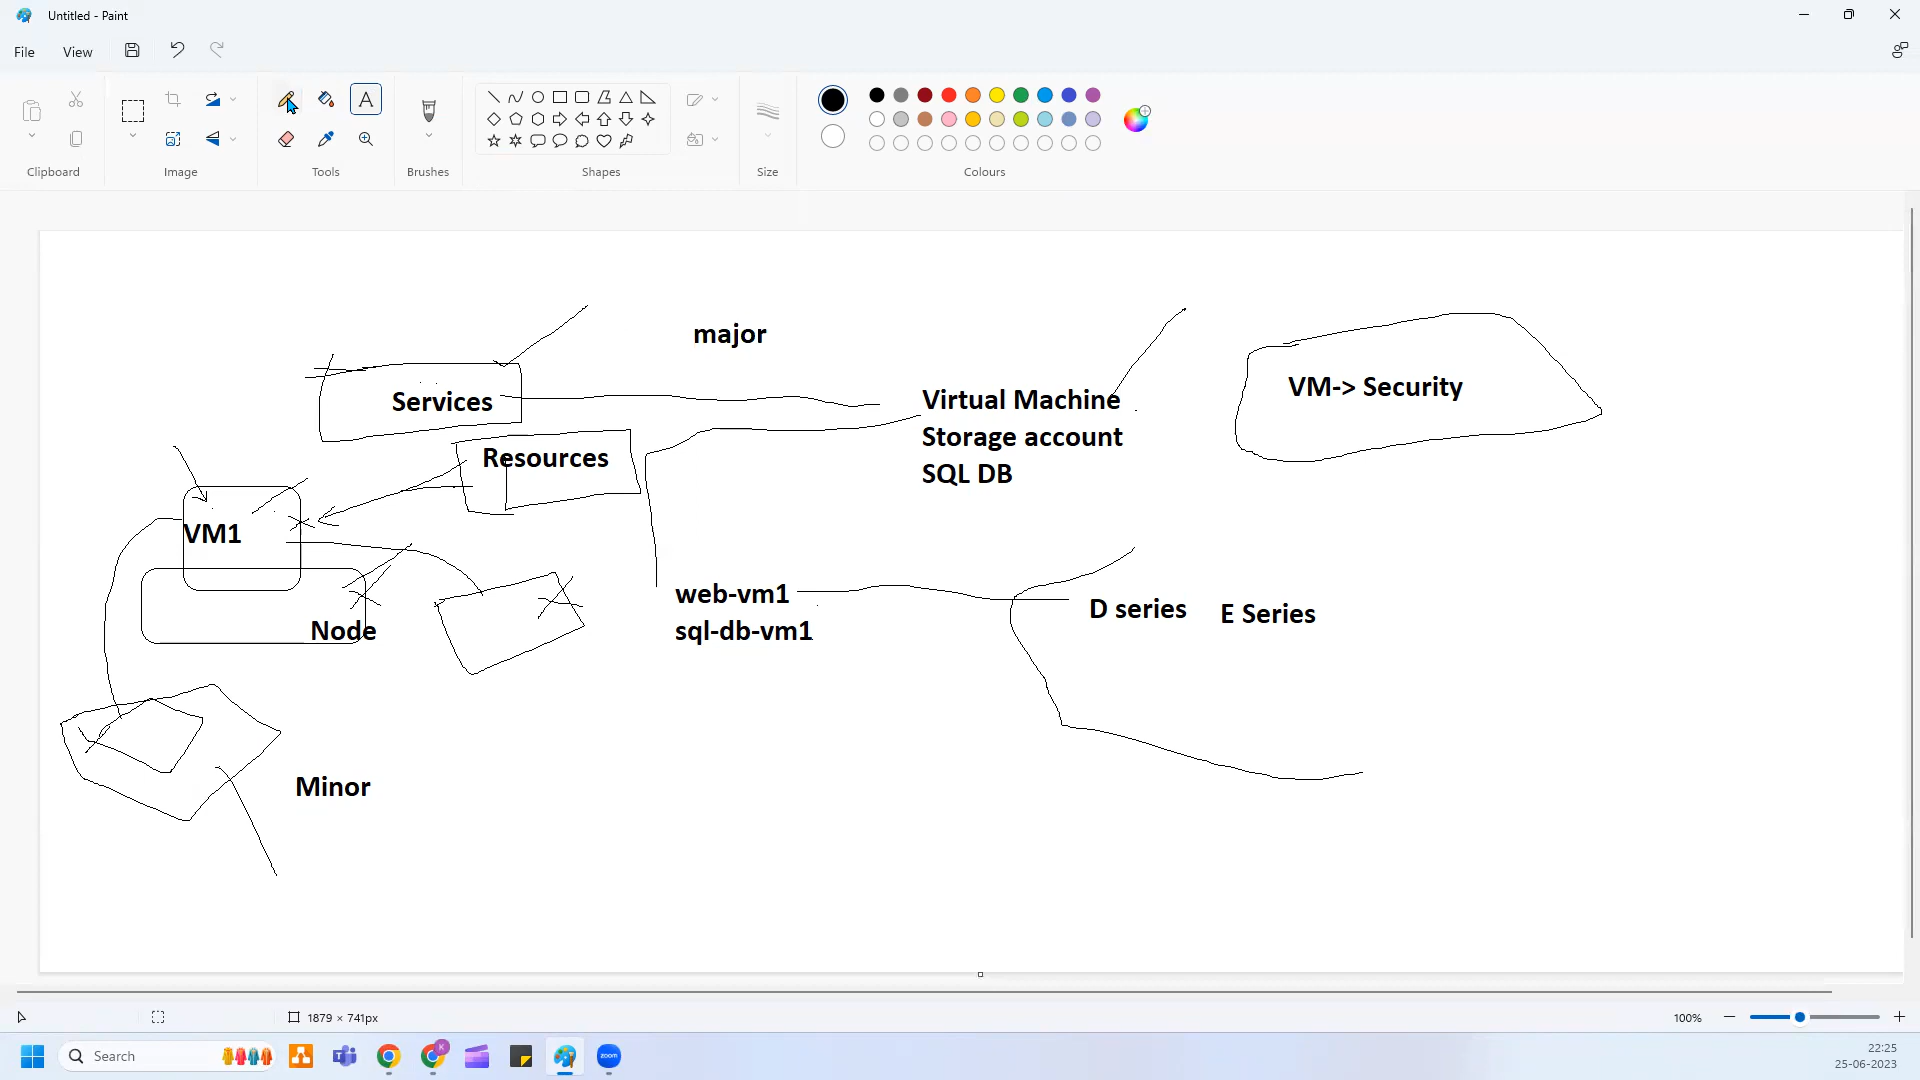 Untitled - Paint
File
View
Clipboard
Image
Tools
Brushes
Shapes
Size
Colours
major
Services
Virtual Machine
Storage account
SQL DB
VM-> Security
Resources
VM1
Node
web-vm1
sql-db-vm1
D series
E Series
Minor
1879 × 741px
100%
Search
zoom
22:25
25-06-2023